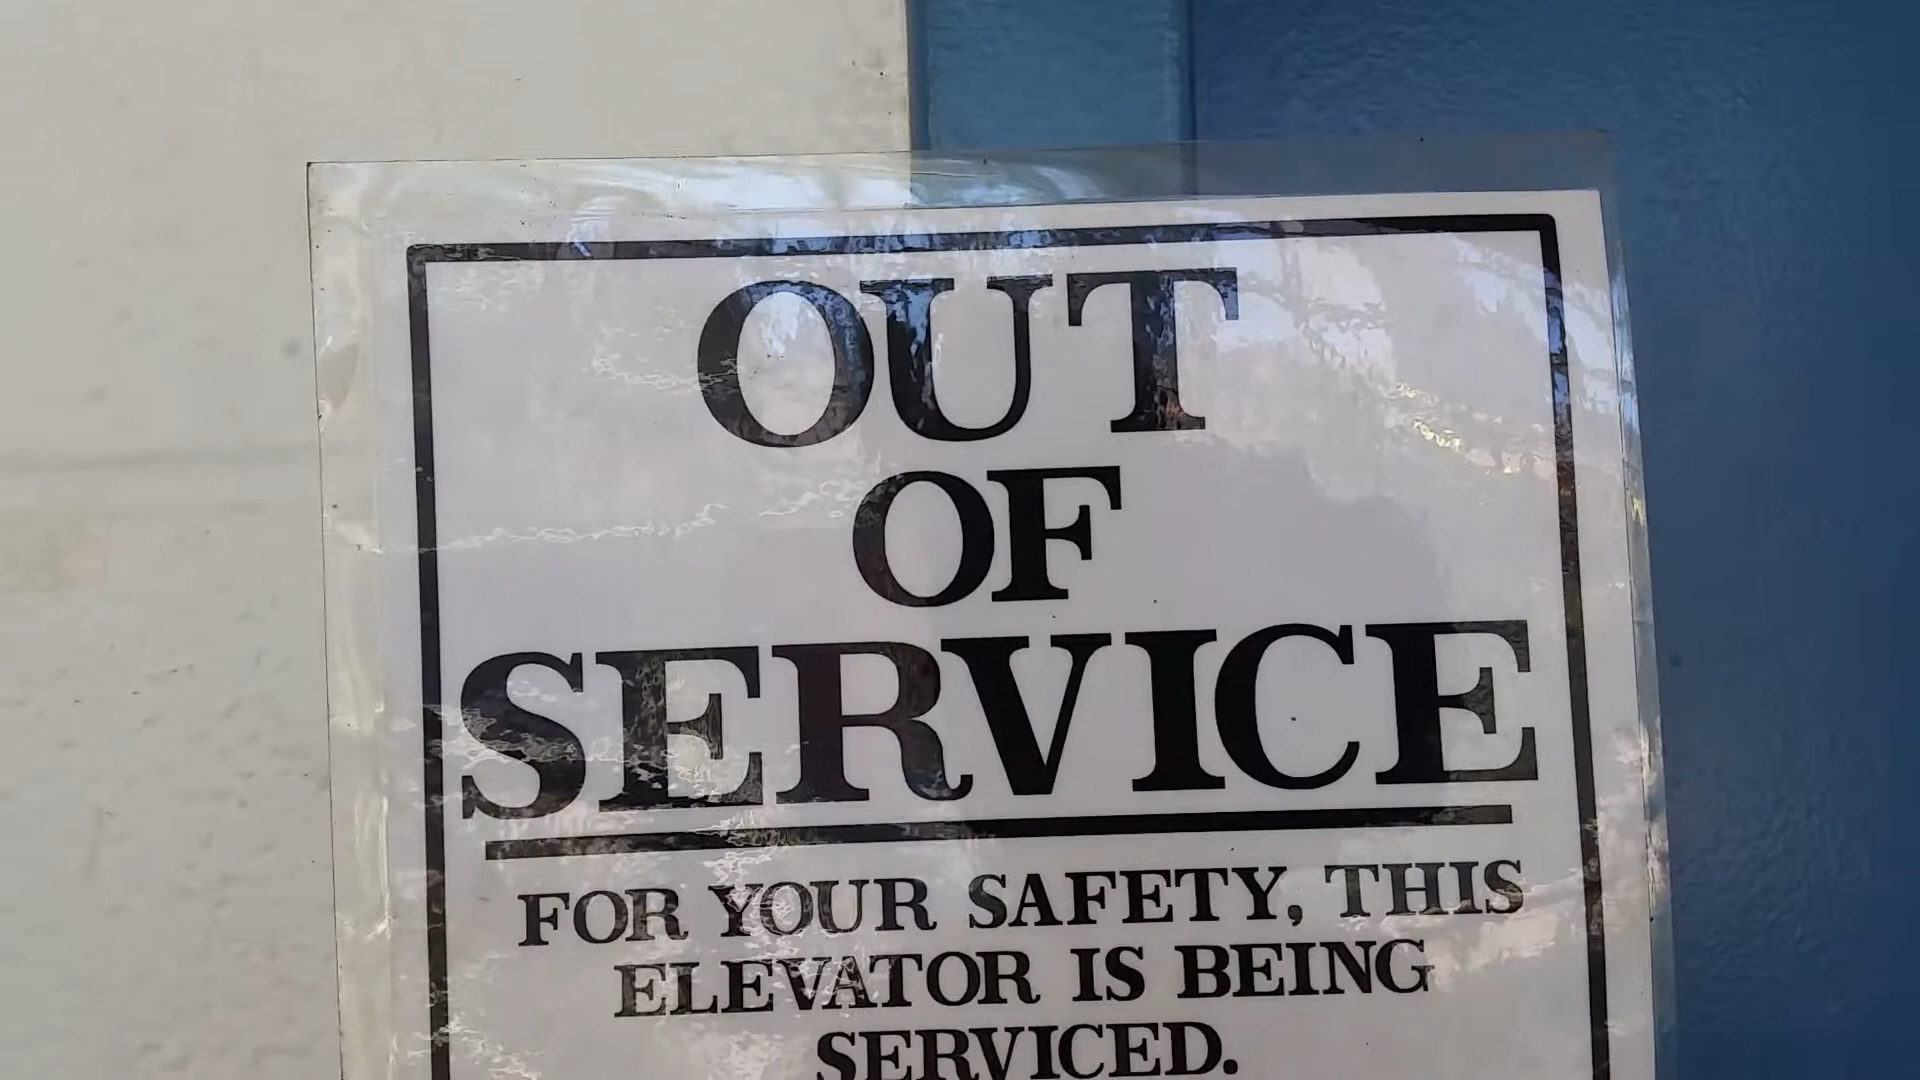 OUT
OF
SERVICE
FOR YOUR SAFETY, THIS
ELEVATOR IS BEING
SERVICED.